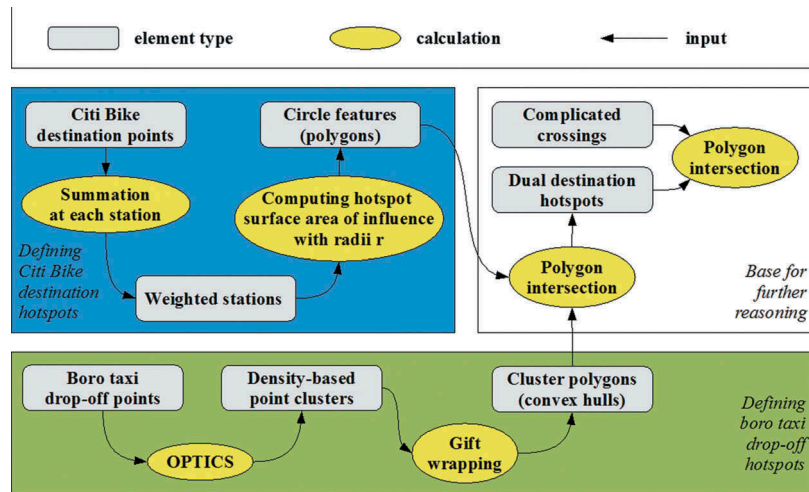 element type
calculation
input
Citi Bike
destination points
Summation
at each station
Defining
Citi Bike
destination
hotspots
Weighted stations
Circle features
(polygons)
Computing hotspot
surface area of influence
with radii r
Complicated
crossings
Polygon
intersection
Dual destination
hotspots
Polygon
intersection
Base for
further
reasoning
Boro taxi
drop-off points
OPTICS
Density-based
point clusters
Gift
wrapping
Cluster polygons
(convex hulls)
Defining
boro taxi
drop-off
hotspots